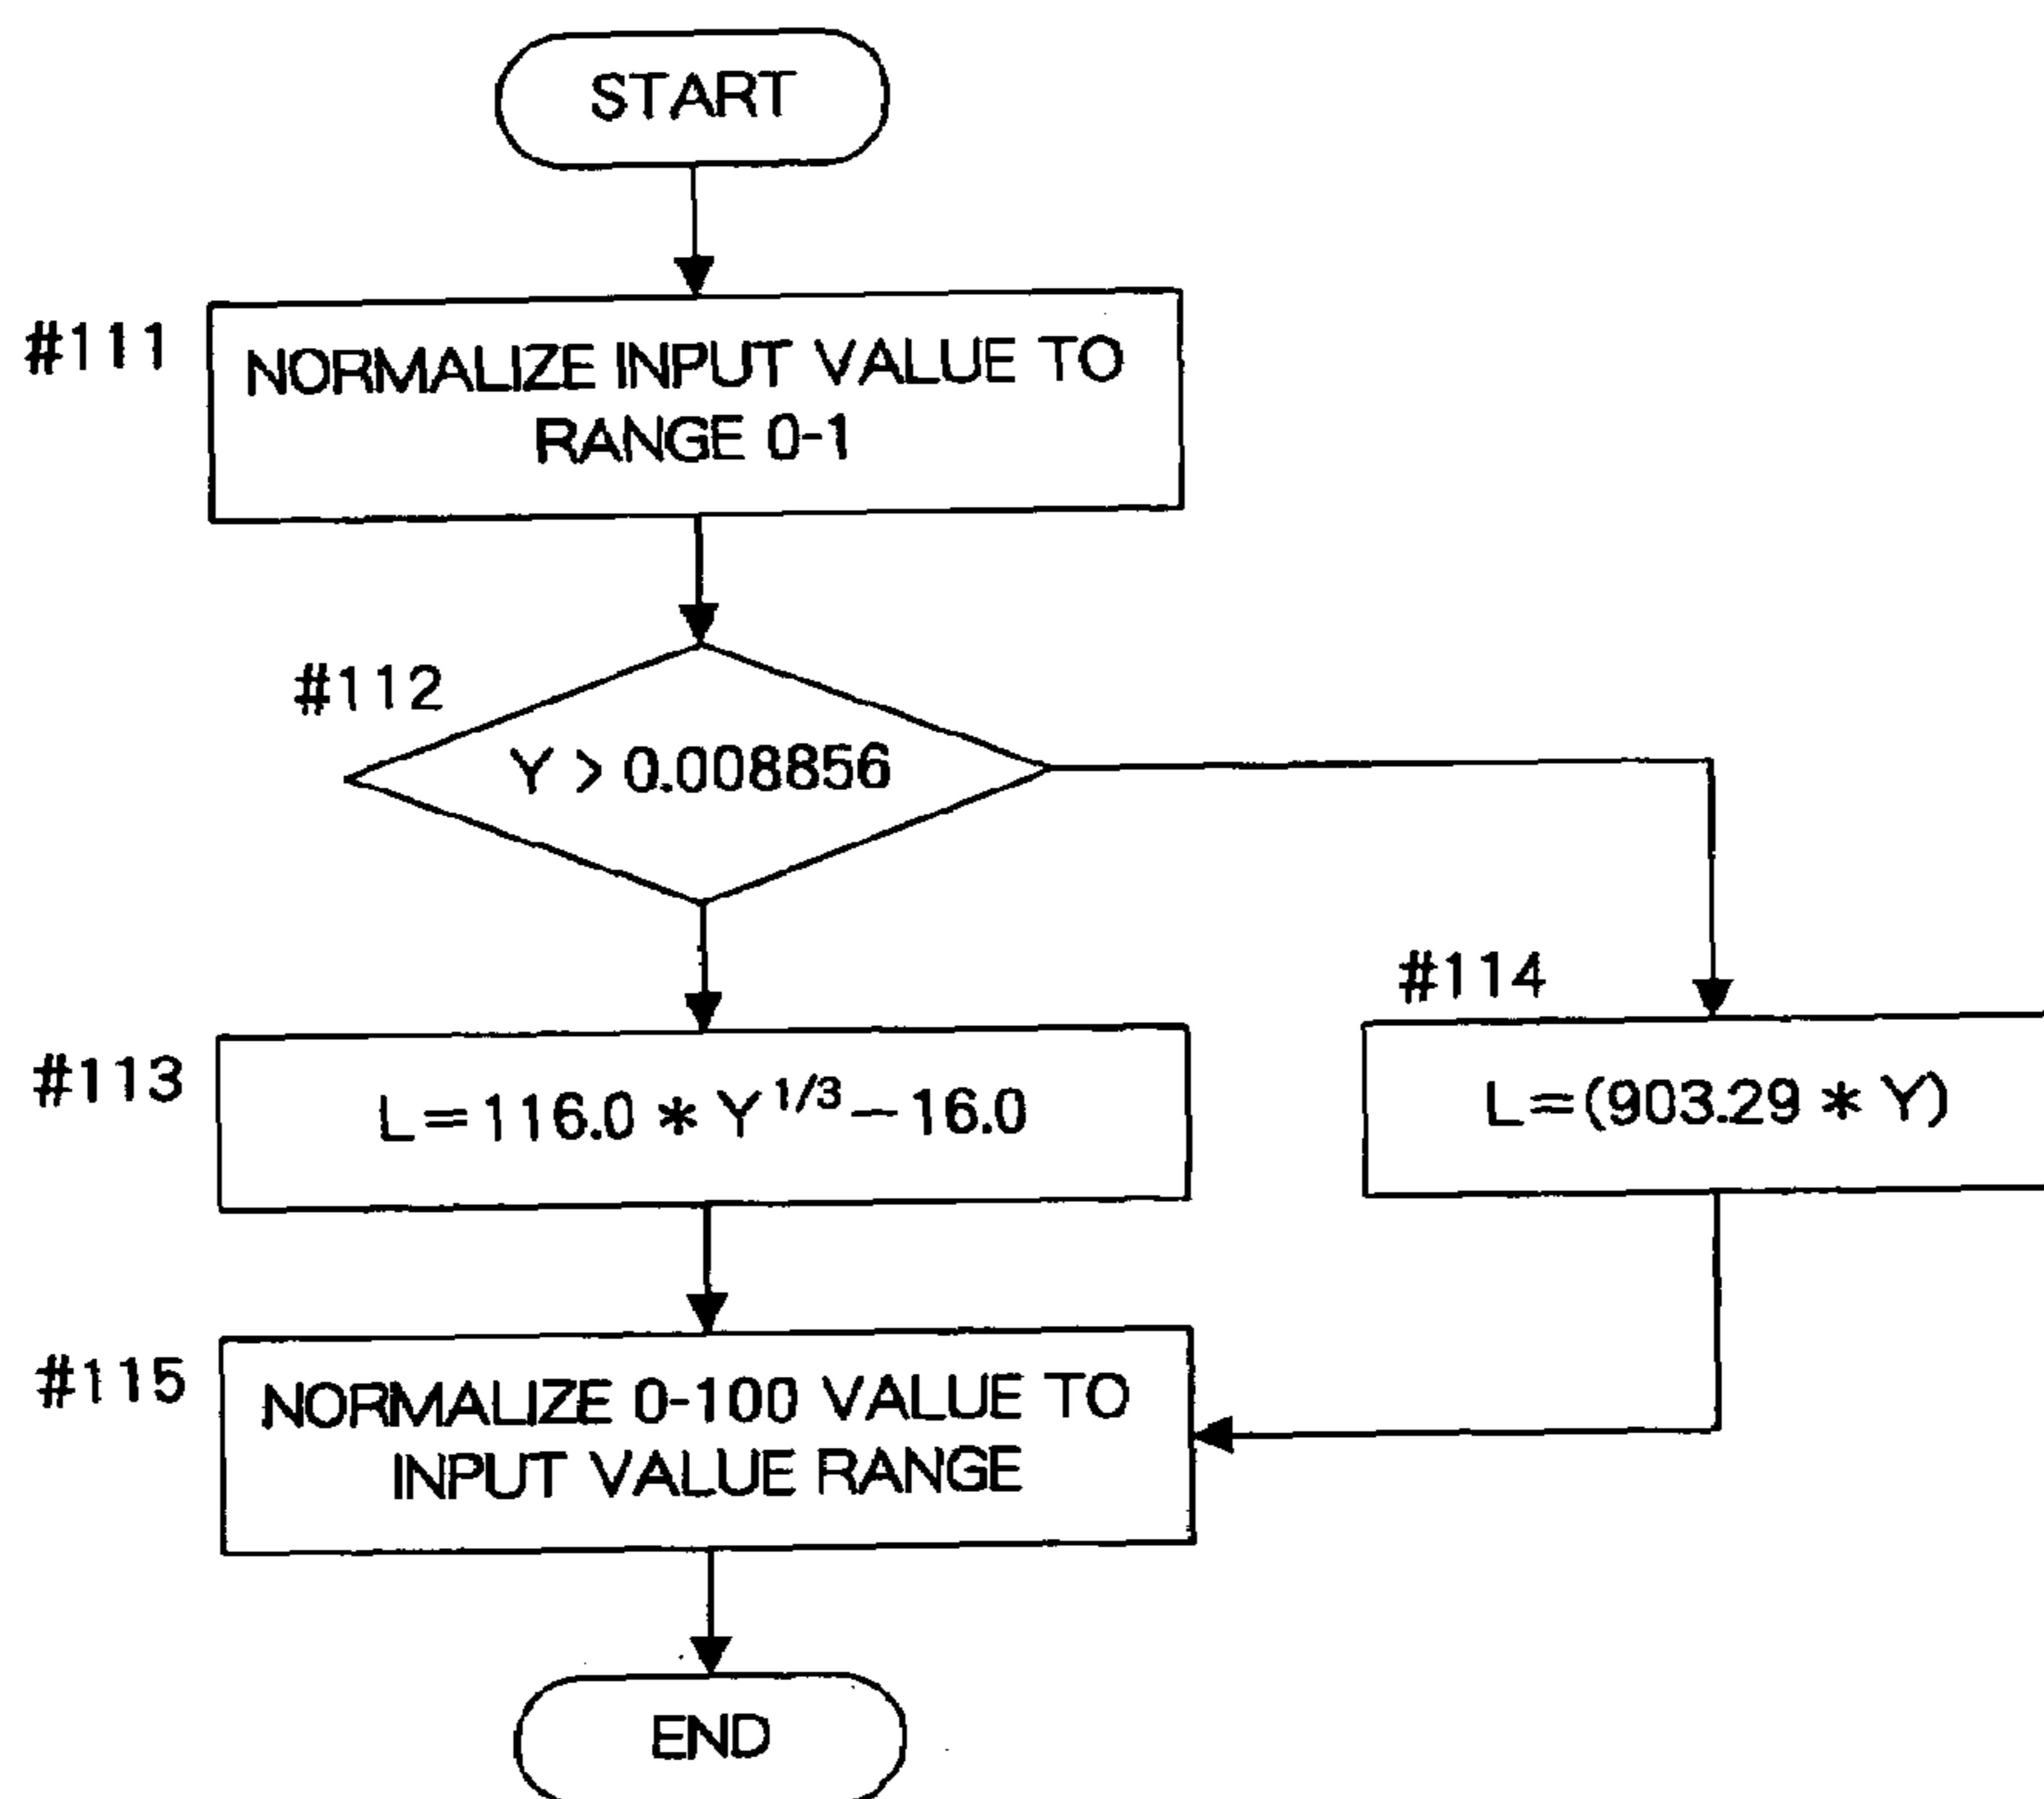 START
#111
NORMALIZE INPUT VALUE TO
RANGE 0-1
#112
Y > 0.008856
#113
L=116.0 * Y^1/3 − 16.0
#114
L=(903.29 * Y)
#115
NORMALIZE 0-100 VALUE TO
INPUT VALUE RANGE
END